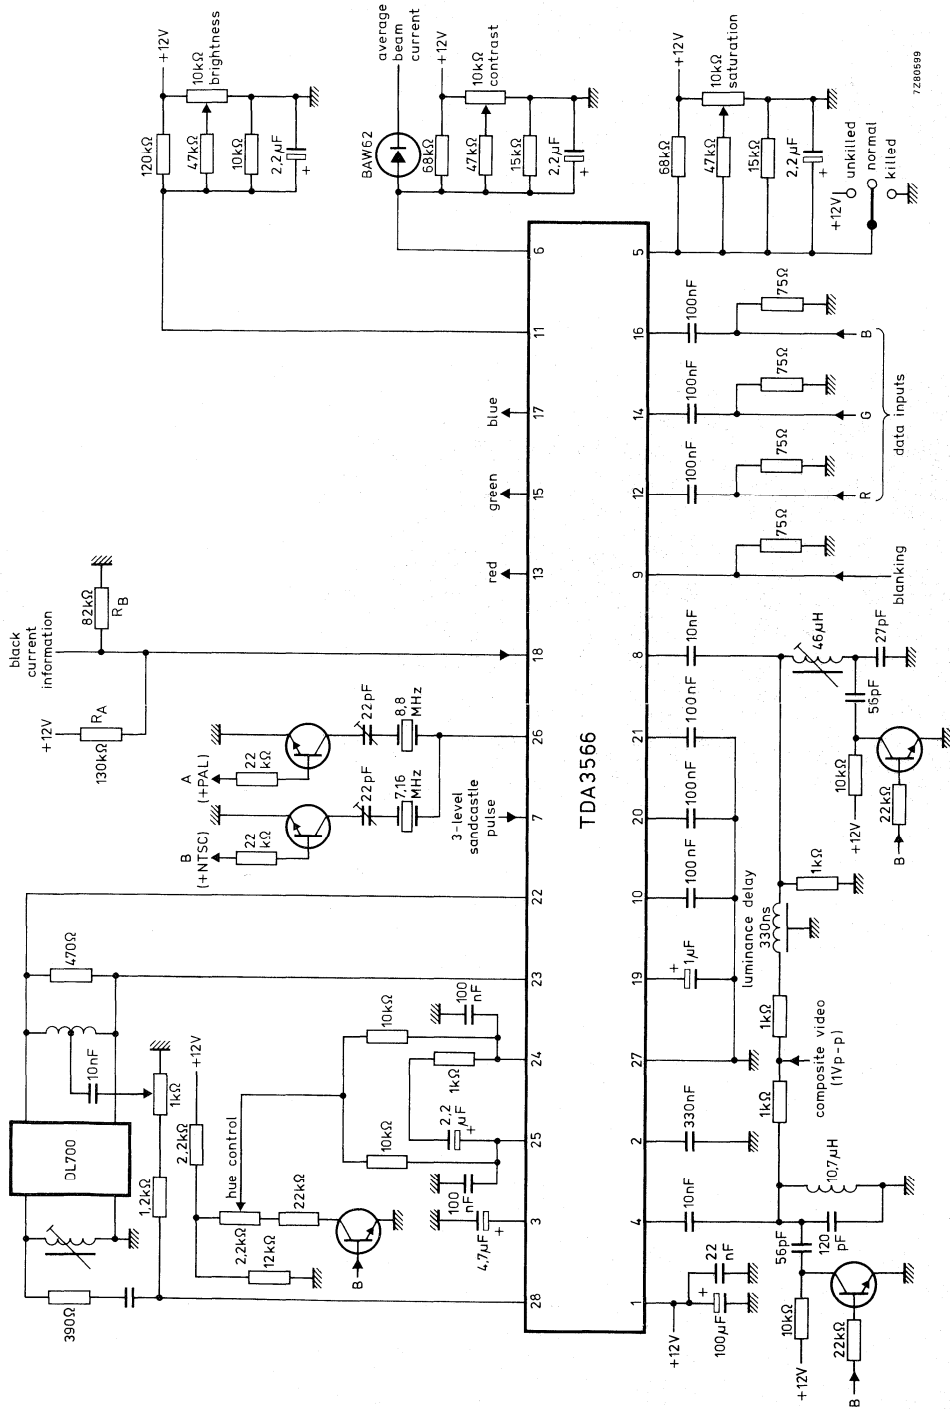 +12V
120kΩ
10kΩ
brightness
47kΩ
10kΩ
2,2µF
+
average
beam
current
BAW62
+12V
68kΩ
10kΩ
contrast
47kΩ
15kΩ
2,2µF
+
+12V
68kΩ
10kΩ
saturation
47kΩ
15kΩ
2,2µF
+
+12V
unkilled
normal
killed
7Z80599
black
current
information
82kΩ
RB
+12V
RA
130kΩ
A
(+PAL)
22
kΩ
22pF
8,8
MHz
B
(+NTSC)
22
kΩ
22pF
7,16
MHz
3-level
sandcastle
pulse
red
green
blue
470Ω
10nF
1kΩ
DL700
1,2kΩ
390Ω
+12V
2,2kΩ
hue control
2,2kΩ
22kΩ
12kΩ
B
10kΩ
10kΩ
100
nF
1kΩ
2,2
µF
+
100
nF
4,7µF
+
28
3
25
24
23
22
7
26
18
13
15
17
11
6
TDA3566
1
4
2
27
19
10
20
21
8
9
12
14
16
5
+12V
100µF
+
22
nF
10nF
330nF
+
1µF
100nF
100nF
100nF
10nF
100nF
100nF
100nF
75Ω
75Ω
75Ω
75Ω
blanking
R
G
B
data inputs
56pF
120
pF
10,7µH
10kΩ
+12V
22kΩ
B
1kΩ
composite video
(1Vp-p)
1kΩ
luminance delay
330ns
1kΩ
46µH
27pF
56pF
10kΩ
+12V
22kΩ
B